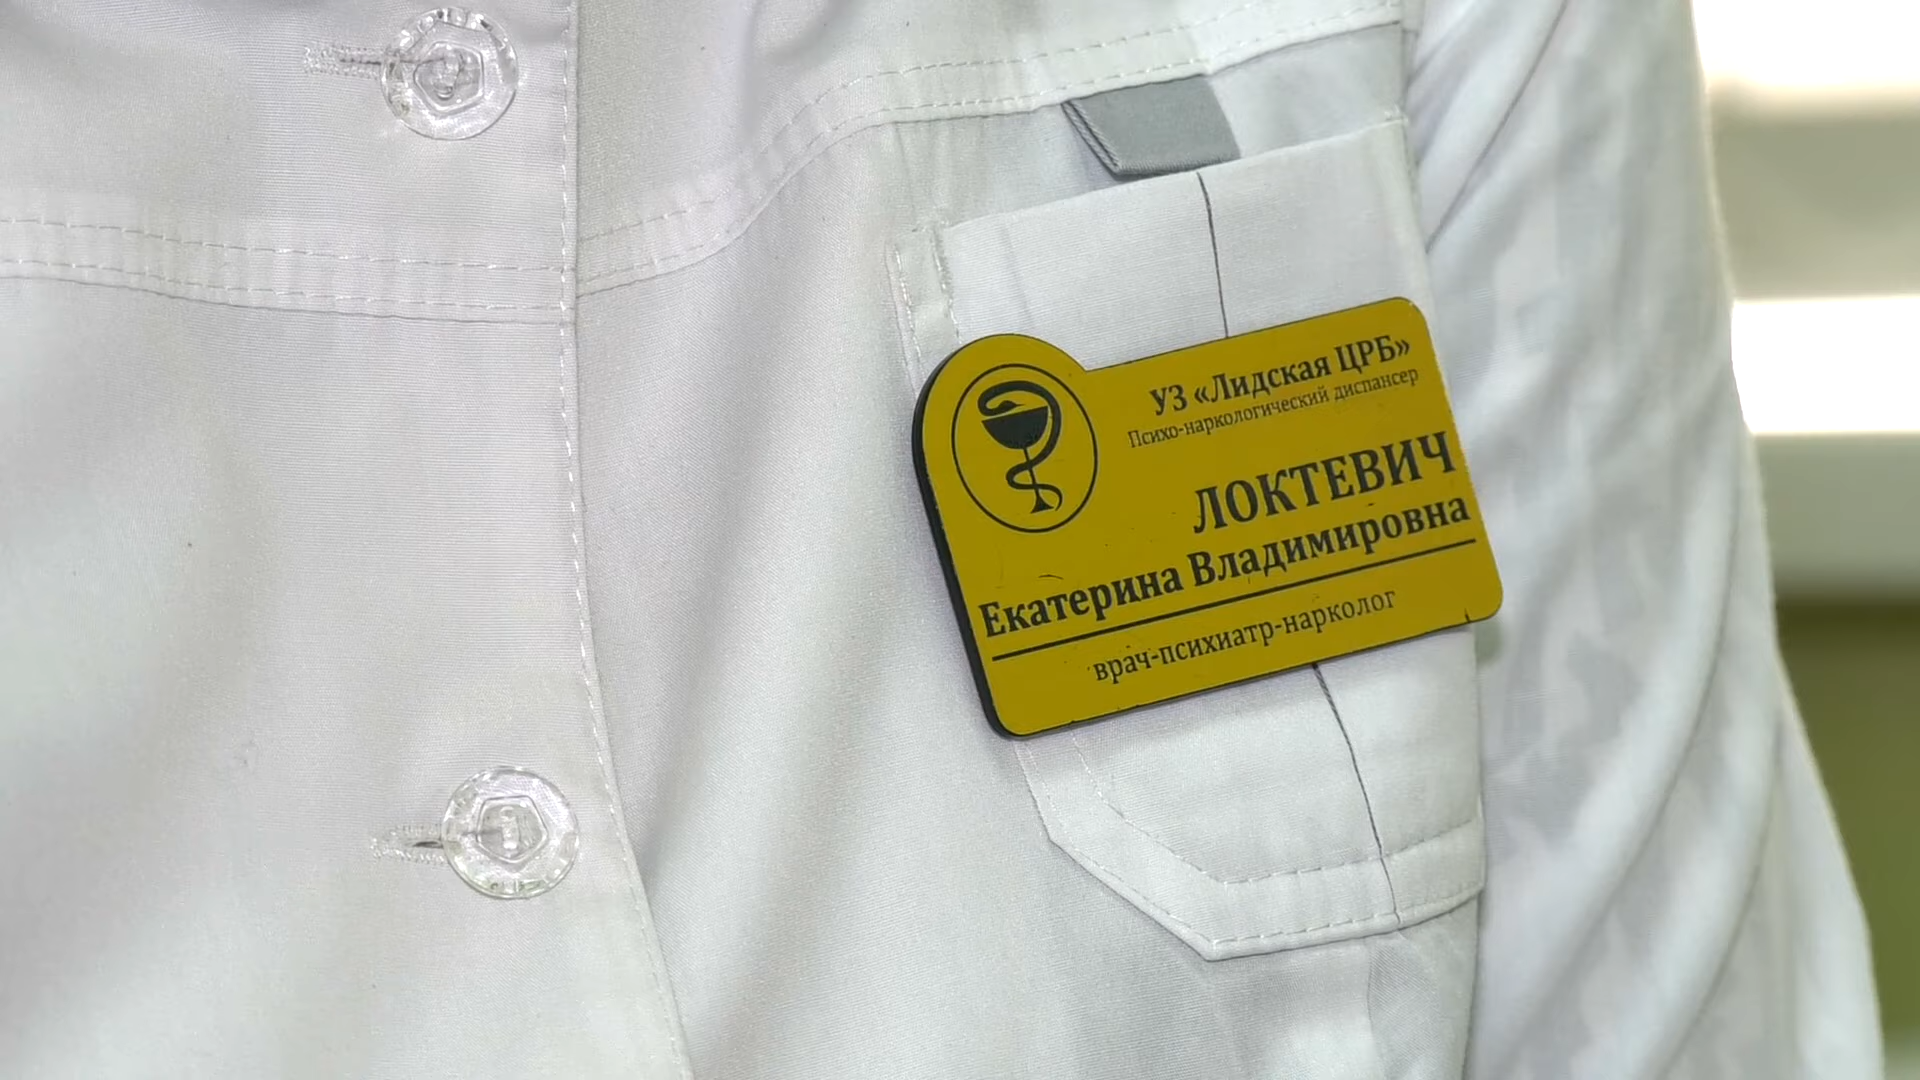 УЗ «Лидская ЦРБ»
Психо-наркологический диспансер
ЛОКТЕВИЧ
Екатерина Владимировна
врач-психиатр-нарколог